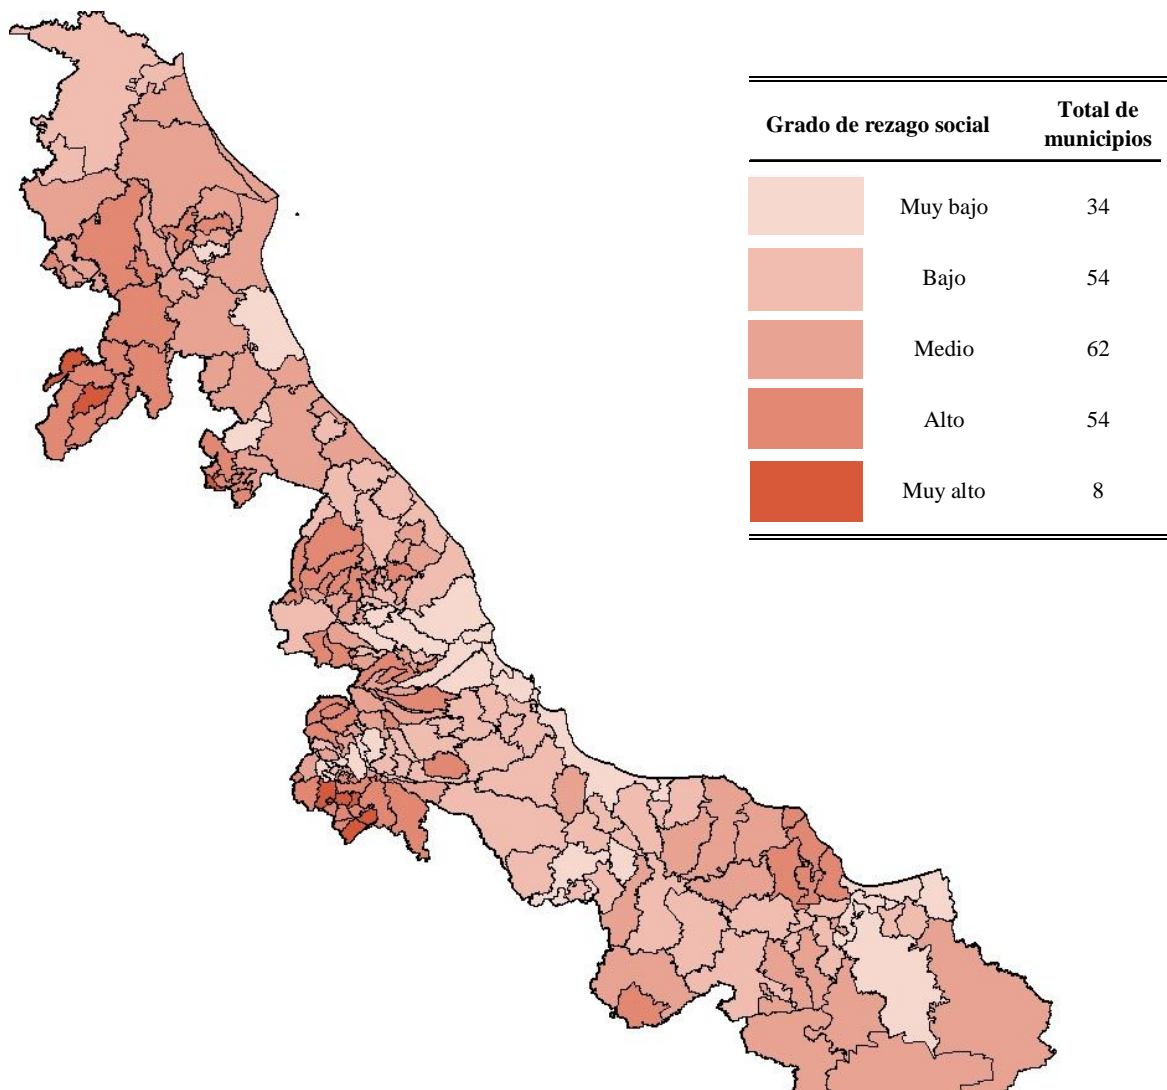 Grado de rezago social
Total de
municipios
Muy bajo 34
Bajo 54
Medio 62
Alto 54
Muy alto 8